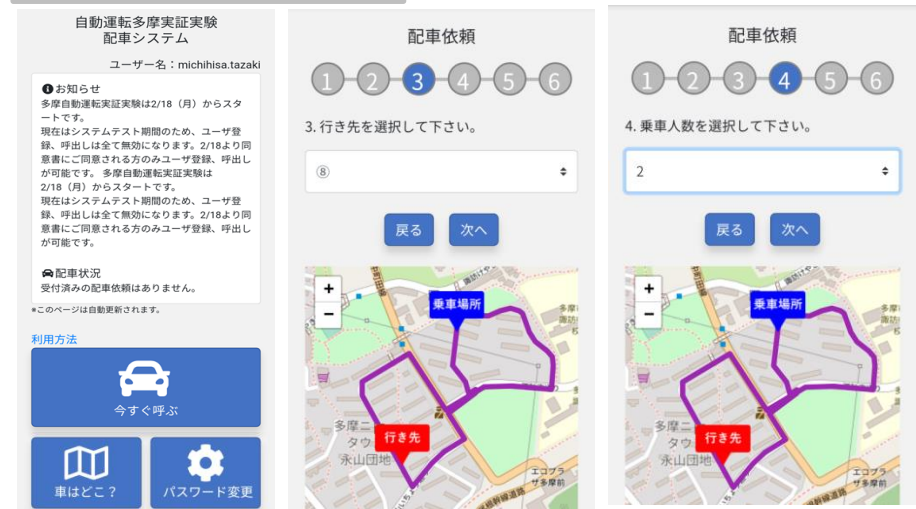 自動運転多摩実証実験
配車システム
ユーザー名：michihisa.tazaki
お知らせ
多摩自動運転実証実験は2/18（月）からスタ
ートです。
現在はシステムテスト期間のため、ユーザ登
録、呼出しは全て無効になります。2/18より同
意書にご同意される方のみユーザ登録、呼出し
が可能です。 多摩自動運転実証実験は
2/18（月）からスタートです。
現在はシステムテスト期間のため、ユーザ登
録、呼出しは全て無効になります。2/18より同
意書にご同意される方のみユーザ登録、呼出し
が可能です。
配車状況
受付済みの配車依頼はありません。
※このページは自動更新されます。
利用方法
今すぐ呼ぶ
車はどこ？
パスワード変更
配車依頼
1 2 3 4 5 6
3. 行き先を選択して下さい。
⑧
戻る
次へ
+
−
乗車場所
行き先
多摩ニ
タウ
永山団地
エコプラ
ザ多摩前
配車依頼
1 2 3 4 5 6
4. 乗車人数を選択して下さい。
2
戻る
次へ
+
−
乗車場所
行き先
多摩ニ
タウ
永山団地
エコプラ
ザ多摩前